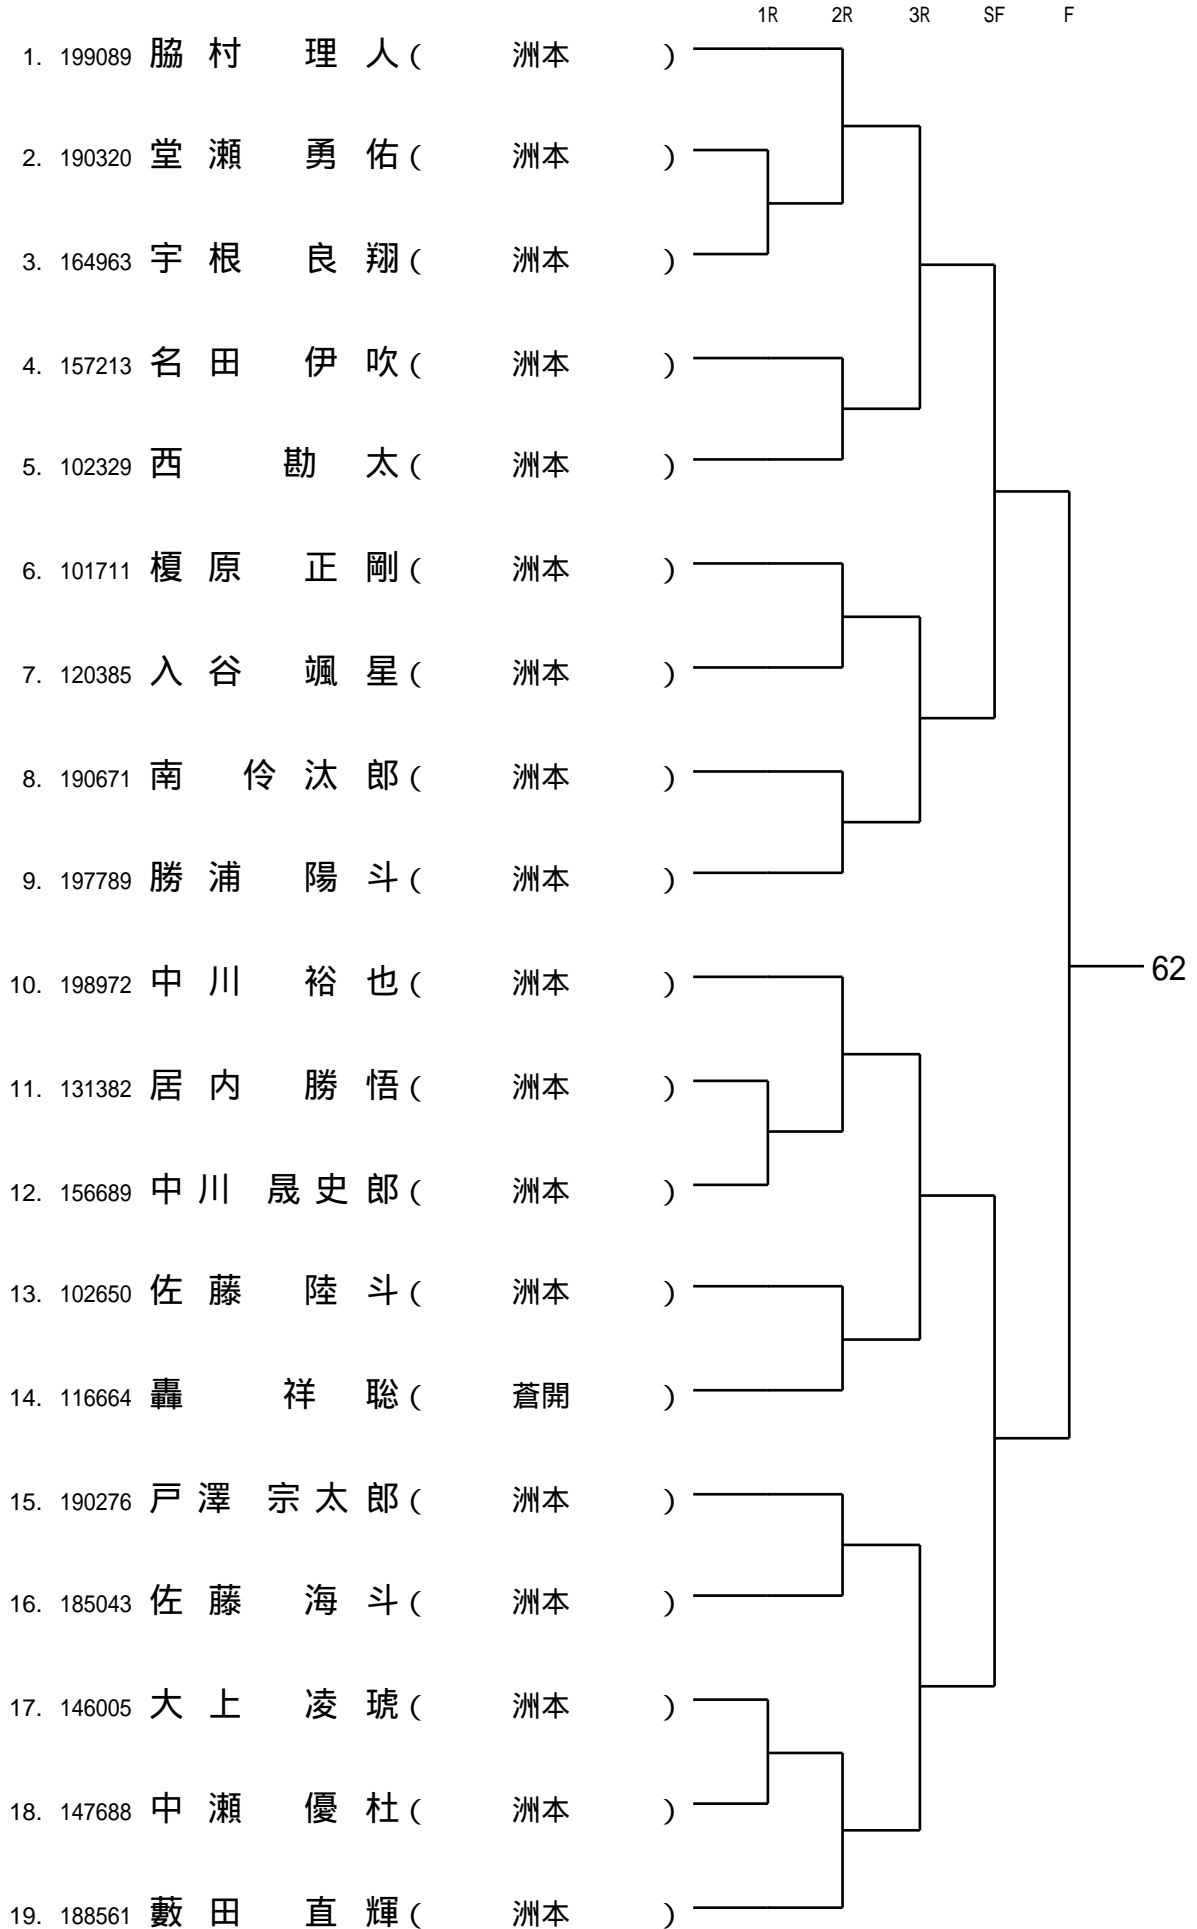 1R 2R 3R SF F
1. 199089 脇村 理人( 洲本 )
2. 190320 堂瀬 勇佑( 洲本 )
3. 164963 宇根 良翔( 洲本 )
4. 157213 名田 伊吹( 洲本 )
5. 102329 西 勘太( 洲本 )
6. 101711 榎原 正剛( 洲本 )
7. 120385 入谷 颯星( 洲本 )
8. 190671 南 伶汰郎( 洲本 )
9. 197789 勝浦 陽斗( 洲本 )
62
10. 198972 中川 裕也( 洲本 )
11. 131382 居内 勝悟( 洲本 )
12. 156689 中川 晟史郎( 洲本 )
13. 102650 佐藤 陸斗( 洲本 )
14. 116664 轟 祥聡( 蒼開 )
15. 190276 戸澤 宗太郎( 洲本 )
16. 185043 佐藤 海斗( 洲本 )
17. 146005 大上 凌琥( 洲本 )
18. 147688 中瀬 優杜( 洲本 )
19. 188561 藪田 直輝( 洲本 )